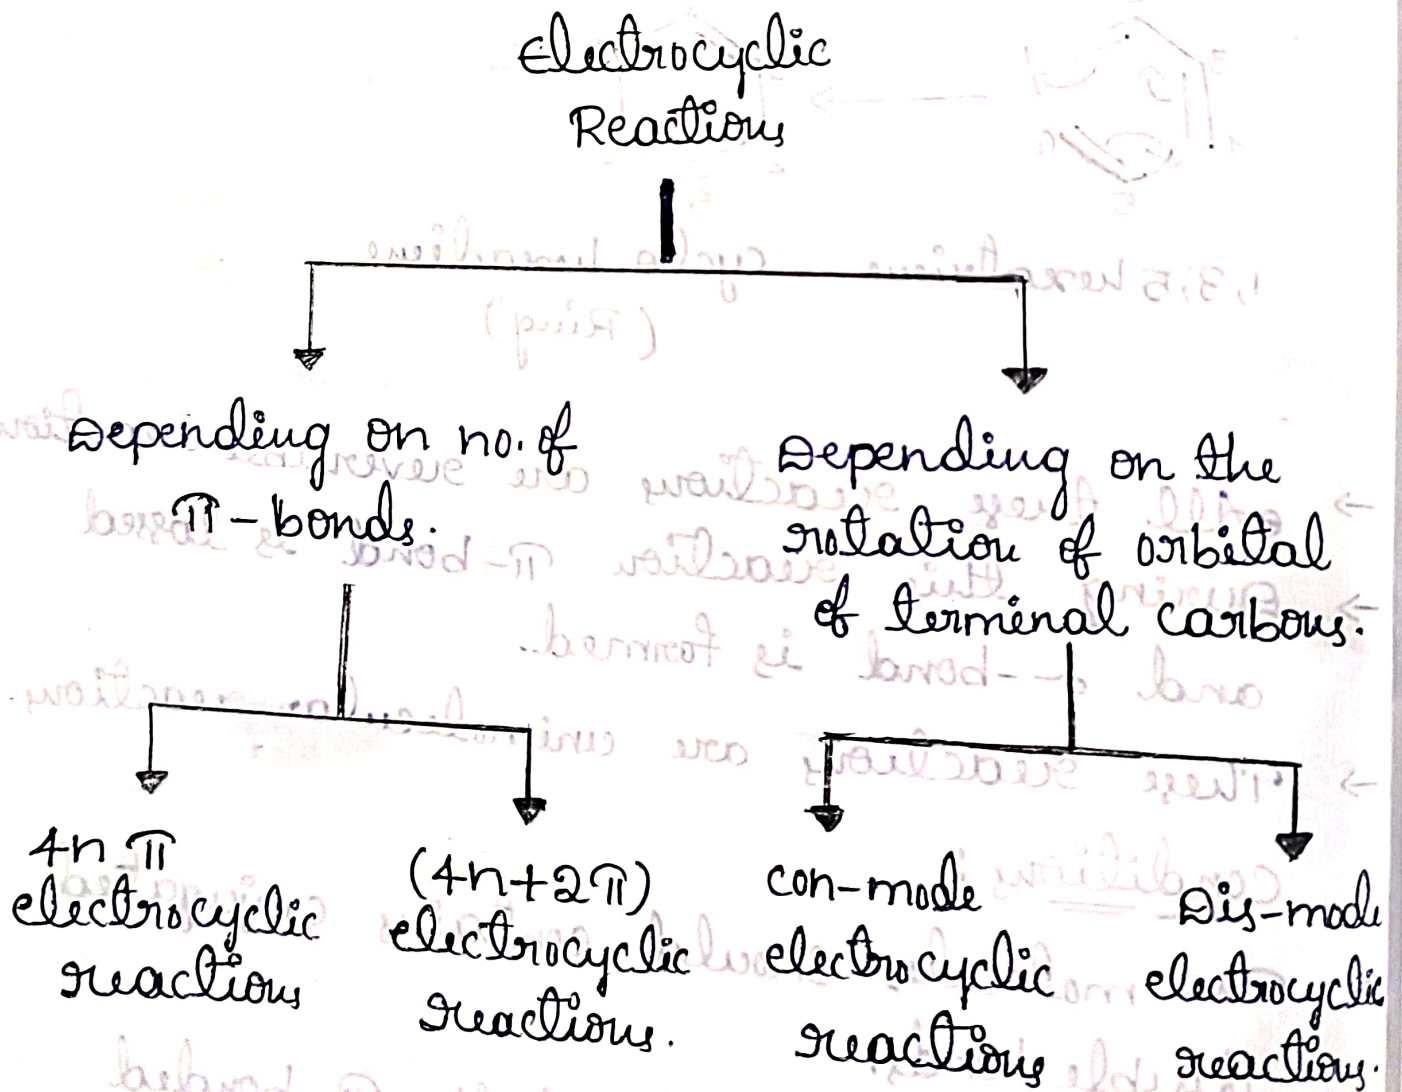 Electrocyclic
Reactions
Depending on no. of
π-bonds.
Depending on the
rotation of orbital
of terminal carbons.
4n π
electrocyclic
reactions
(4n+2π)
electrocyclic
reactions.
con-mode
electrocyclic
reactions
Dis-mode
electrocyclic
reactions.